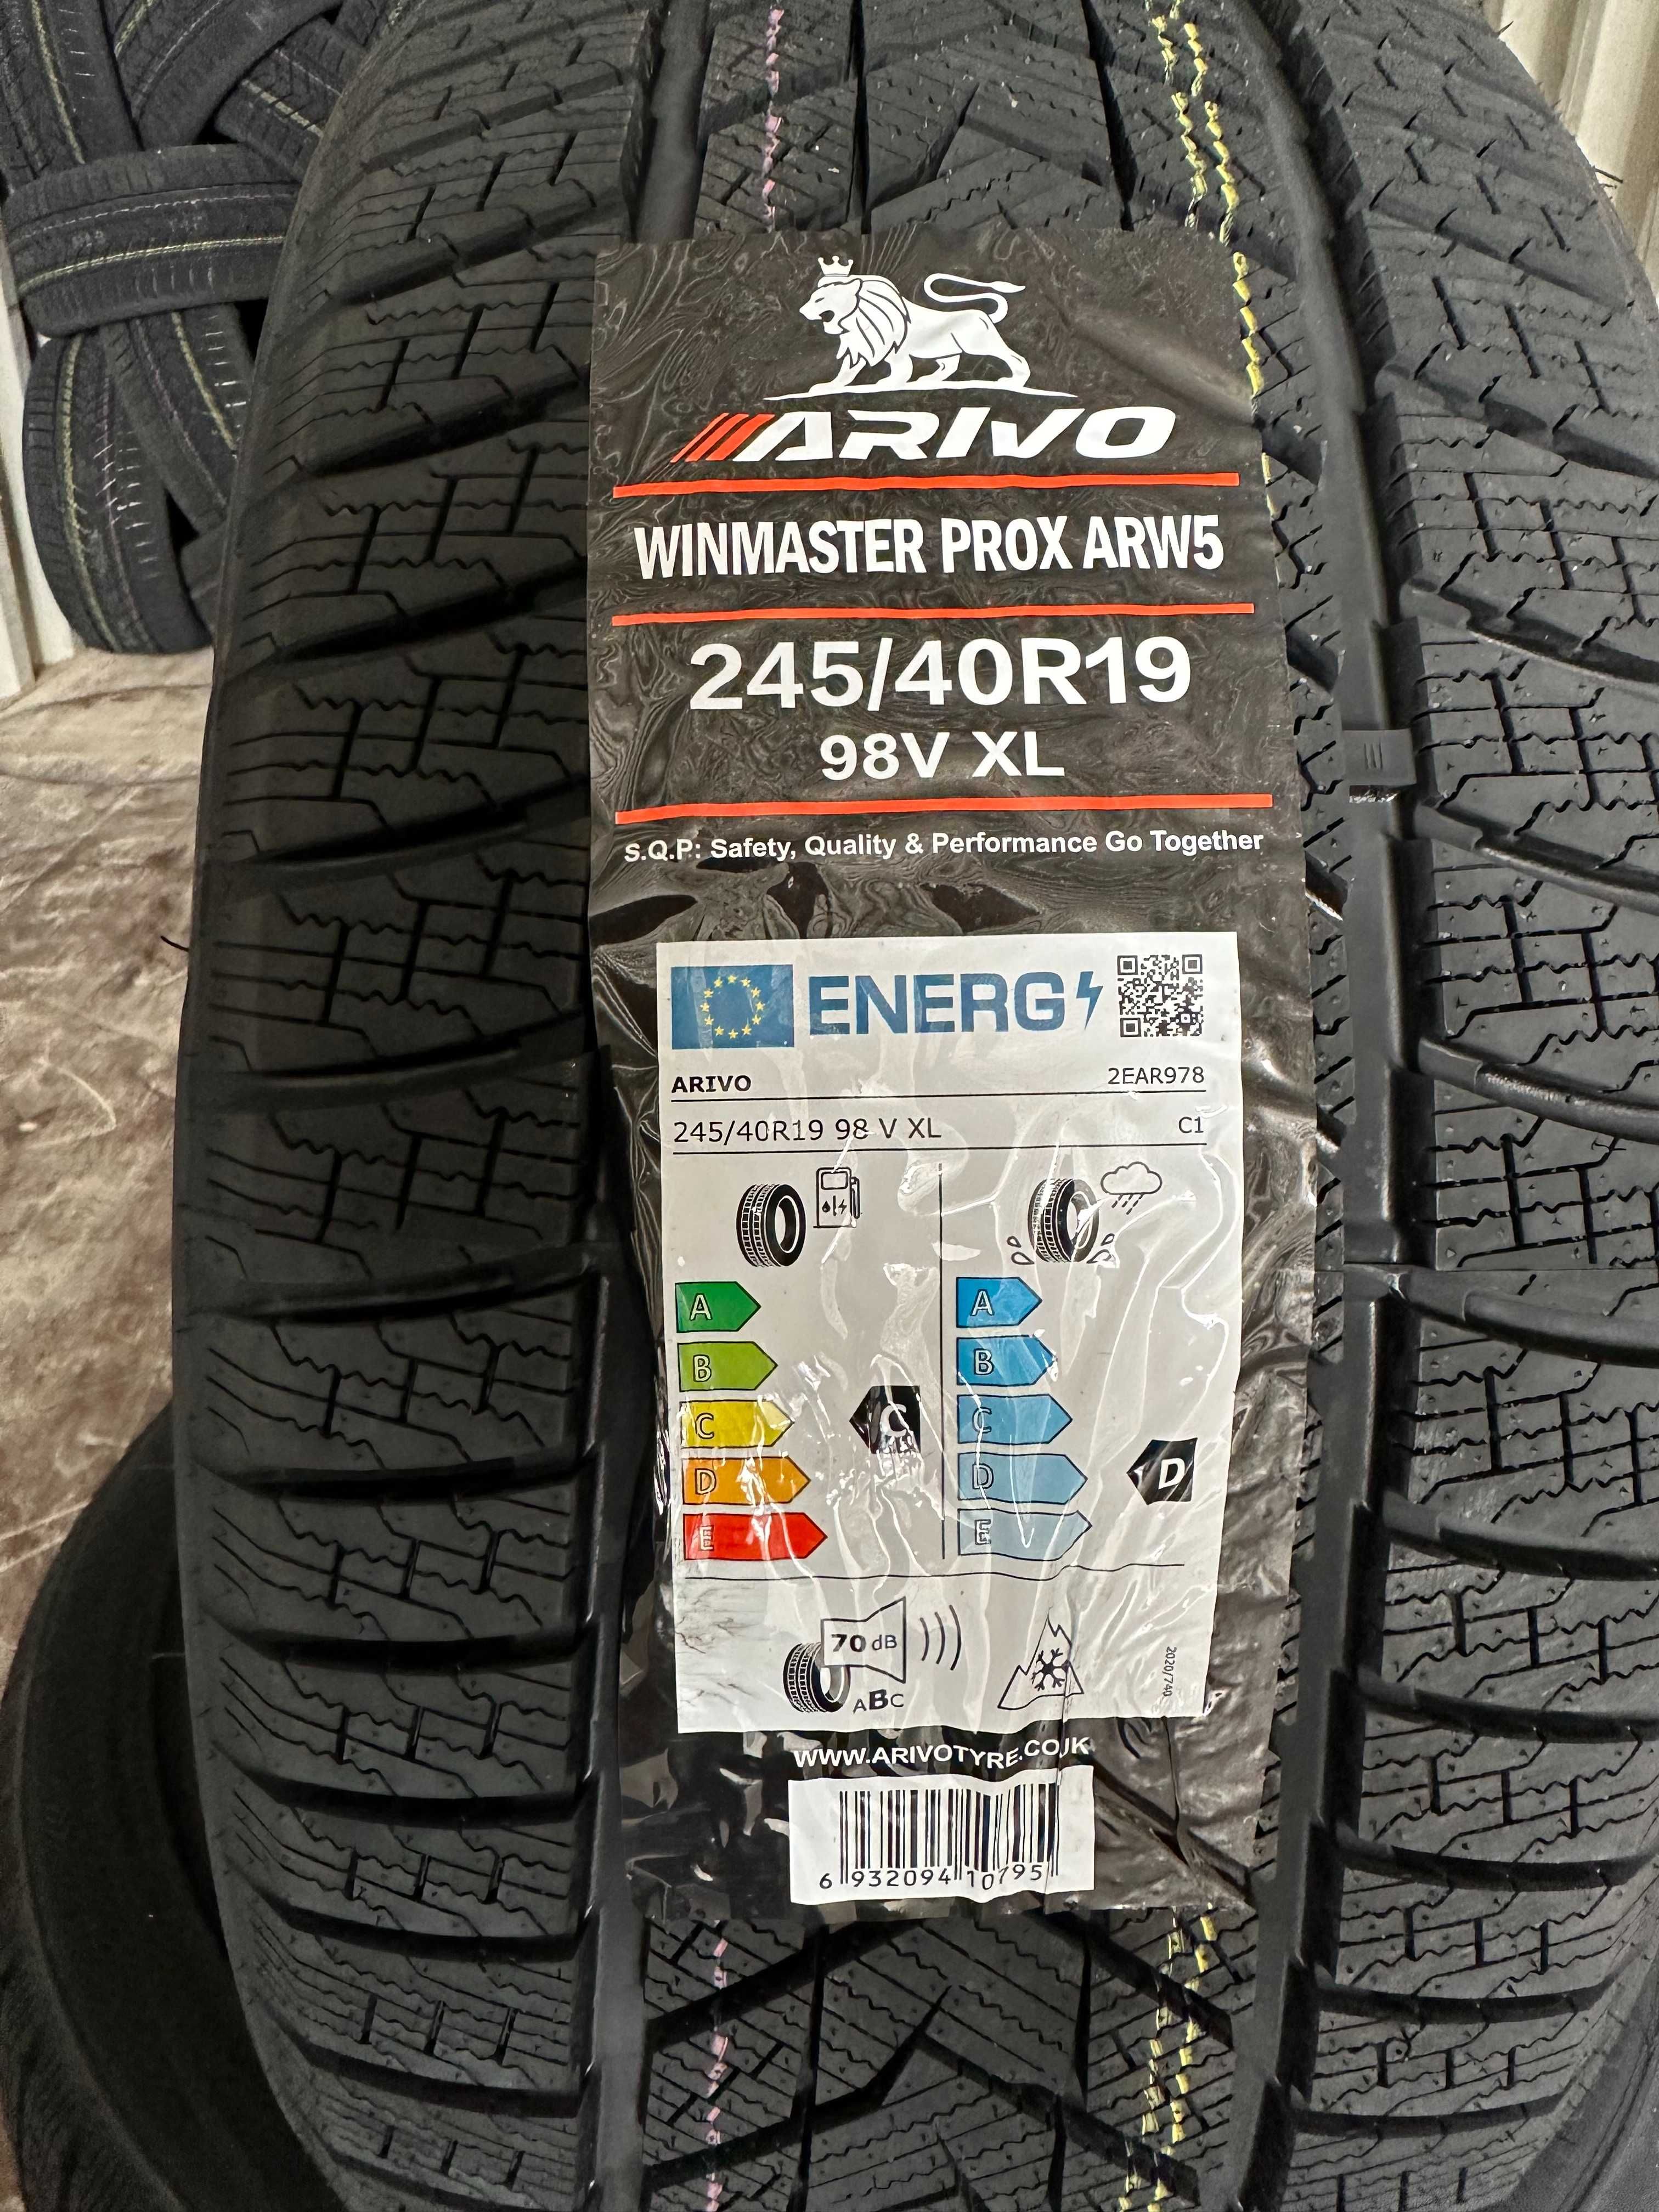 ARIVO
WINMASTER PROX ARW5
245/40R19
98V XL
S.Q.P: Safety, Quality & Performance Go Together
ENERG
ARIVO 2EAR978
245/40R19 98 V XL C1
A A
B B
C C C
D D D
E E
70 dB
ABC
2020/740
WWW.ARIVOTYRE.CO.UK
6 932094 110795